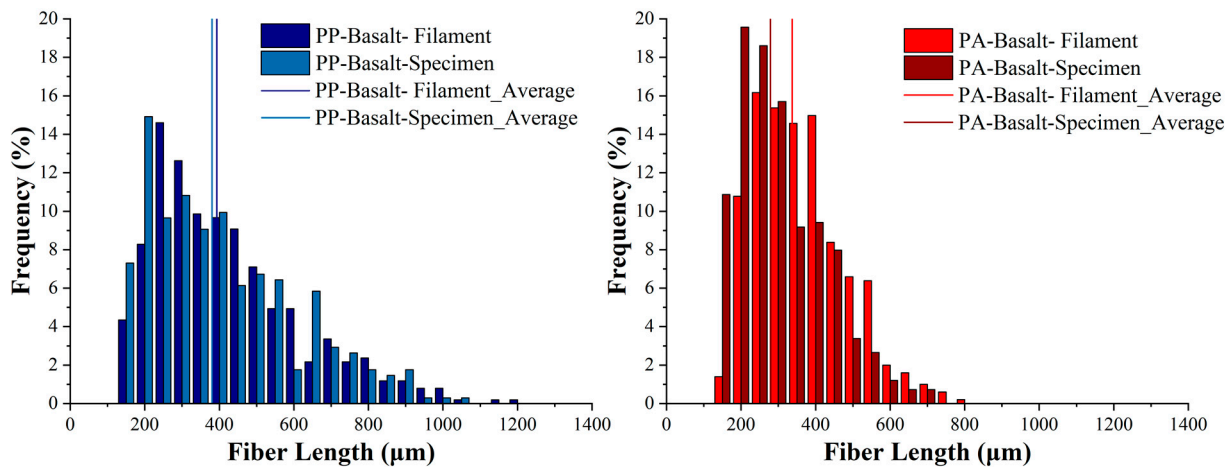 20
18
16
14
12
10
8
6
4
2
0
Frequency (%)
PP-Basalt- Filament
PP-Basalt-Specimen
PP-Basalt- Filament_Average
PP-Basalt-Specimen_Average
0 200 400 600 800 1000 1200 1400
Fiber Length (µm)
20
18
16
14
12
10
8
6
4
2
0
Frequency (%)
PA-Basalt- Filament
PA-Basalt-Specimen
PA-Basalt- Filament_Average
PA-Basalt-Specimen_Average
0 200 400 600 800 1000 1200 1400
Fiber Length (µm)